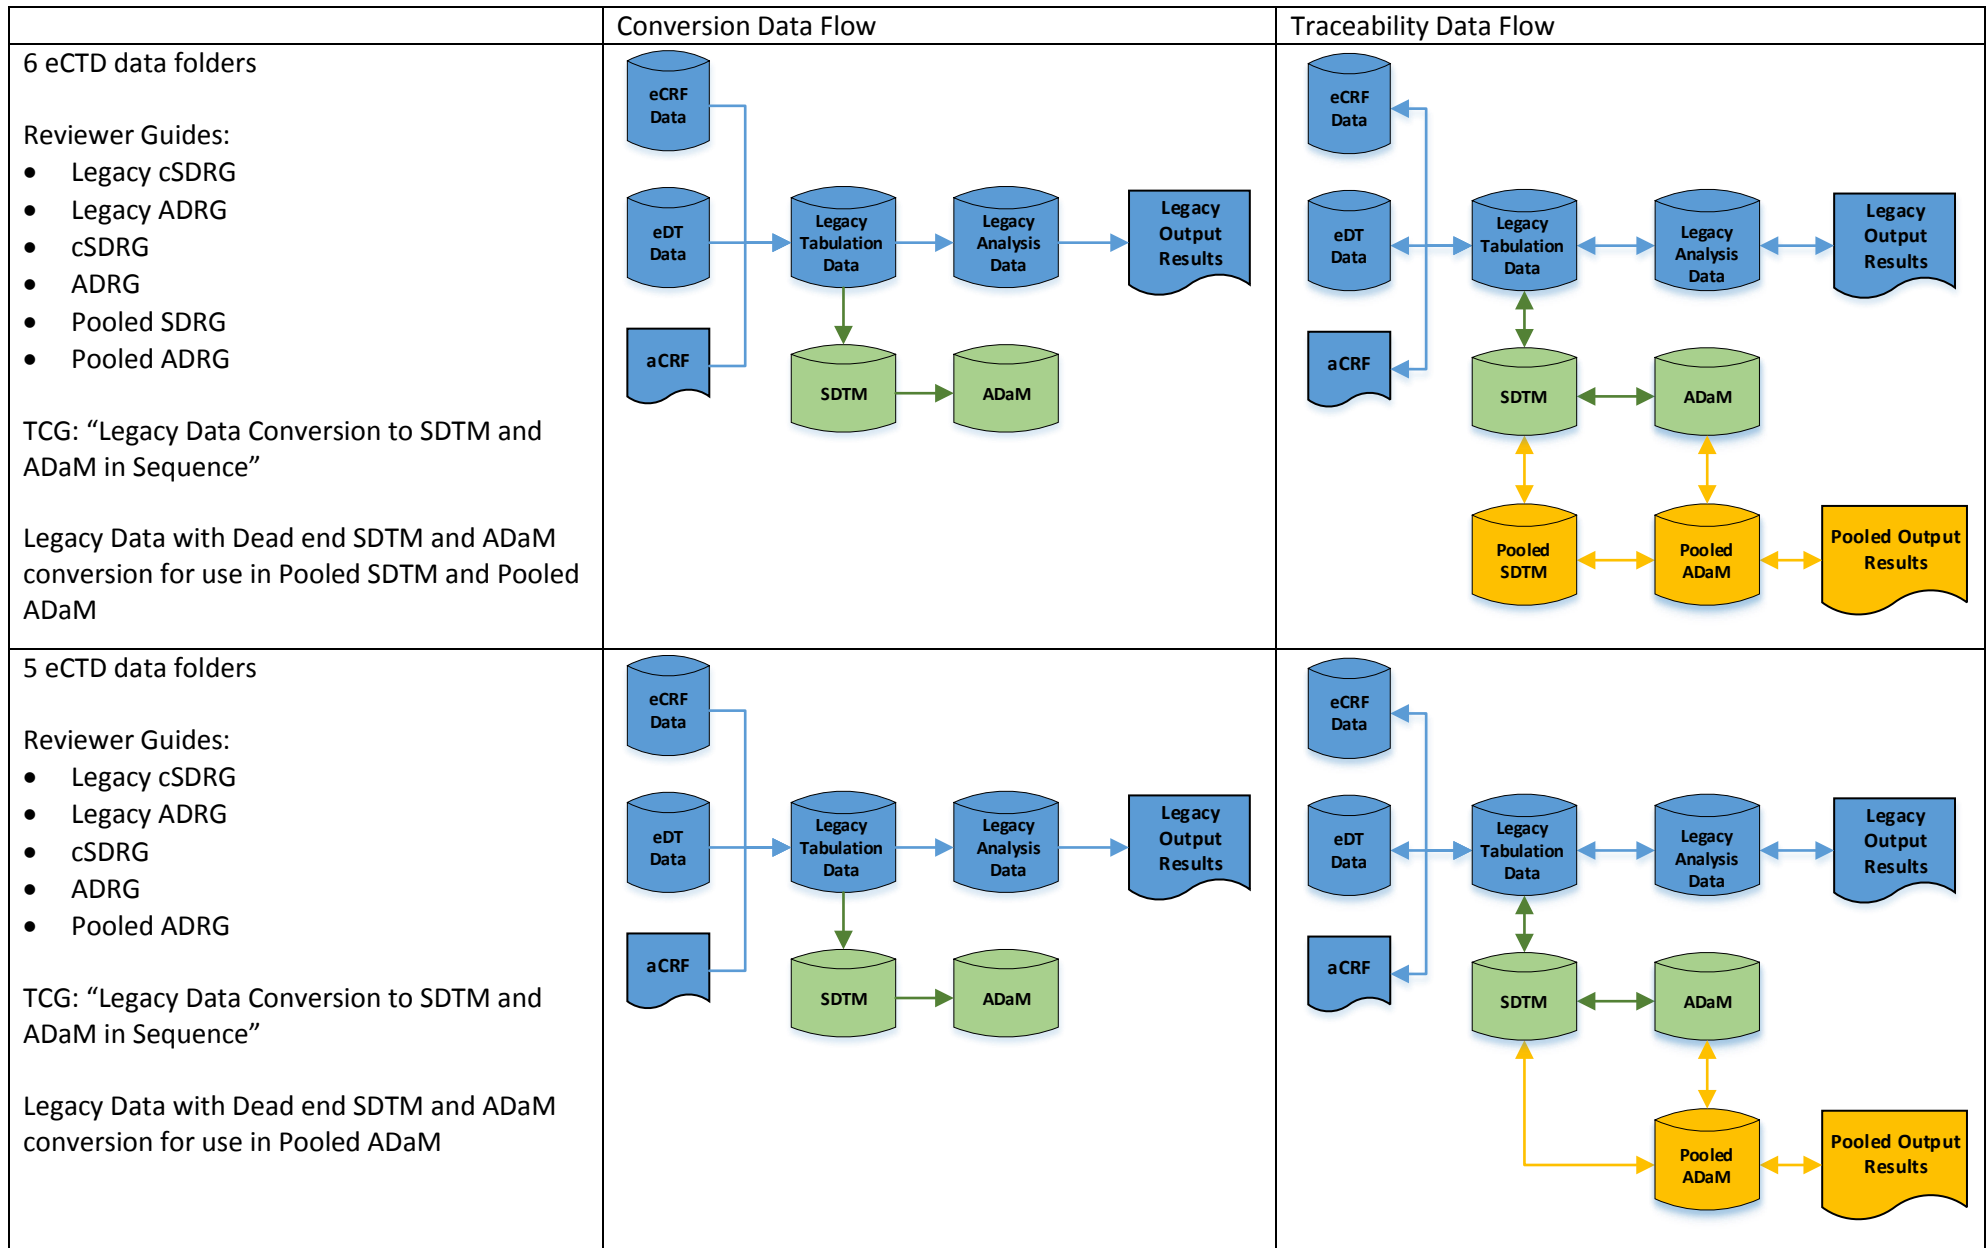 Conversion Data Flow
Traceability Data Flow
6 eCTD data folders
Reviewer Guides:
• Legacy cSDRG
• Legacy ADRG
• cSDRG
• ADRG
• Pooled SDRG
• Pooled ADRG
TCG: “Legacy Data Conversion to SDTM and
ADaM in Sequence”
Legacy Data with Dead end SDTM and ADaM
conversion for use in Pooled SDTM and Pooled
ADaM
eCRF
Data
eDT
Data
aCRF
Legacy
Tabulation
Data
Legacy
Analysis
Data
Legacy
Output
Results
SDTM
ADaM
eCRF
Data
eDT
Data
aCRF
Legacy
Tabulation
Data
Legacy
Analysis
Data
Legacy
Output
Results
SDTM
ADaM
Pooled
SDTM
Pooled
ADaM
Pooled Output
Results
5 eCTD data folders
Reviewer Guides:
• Legacy cSDRG
• Legacy ADRG
• cSDRG
• ADRG
• Pooled ADRG
TCG: “Legacy Data Conversion to SDTM and
ADaM in Sequence”
Legacy Data with Dead end SDTM and ADaM
conversion for use in Pooled ADaM
eCRF
Data
eDT
Data
aCRF
Legacy
Tabulation
Data
Legacy
Analysis
Data
Legacy
Output
Results
SDTM
ADaM
eCRF
Data
eDT
Data
aCRF
Legacy
Tabulation
Data
Legacy
Analysis
Data
Legacy
Output
Results
SDTM
ADaM
Pooled
ADaM
Pooled Output
Results